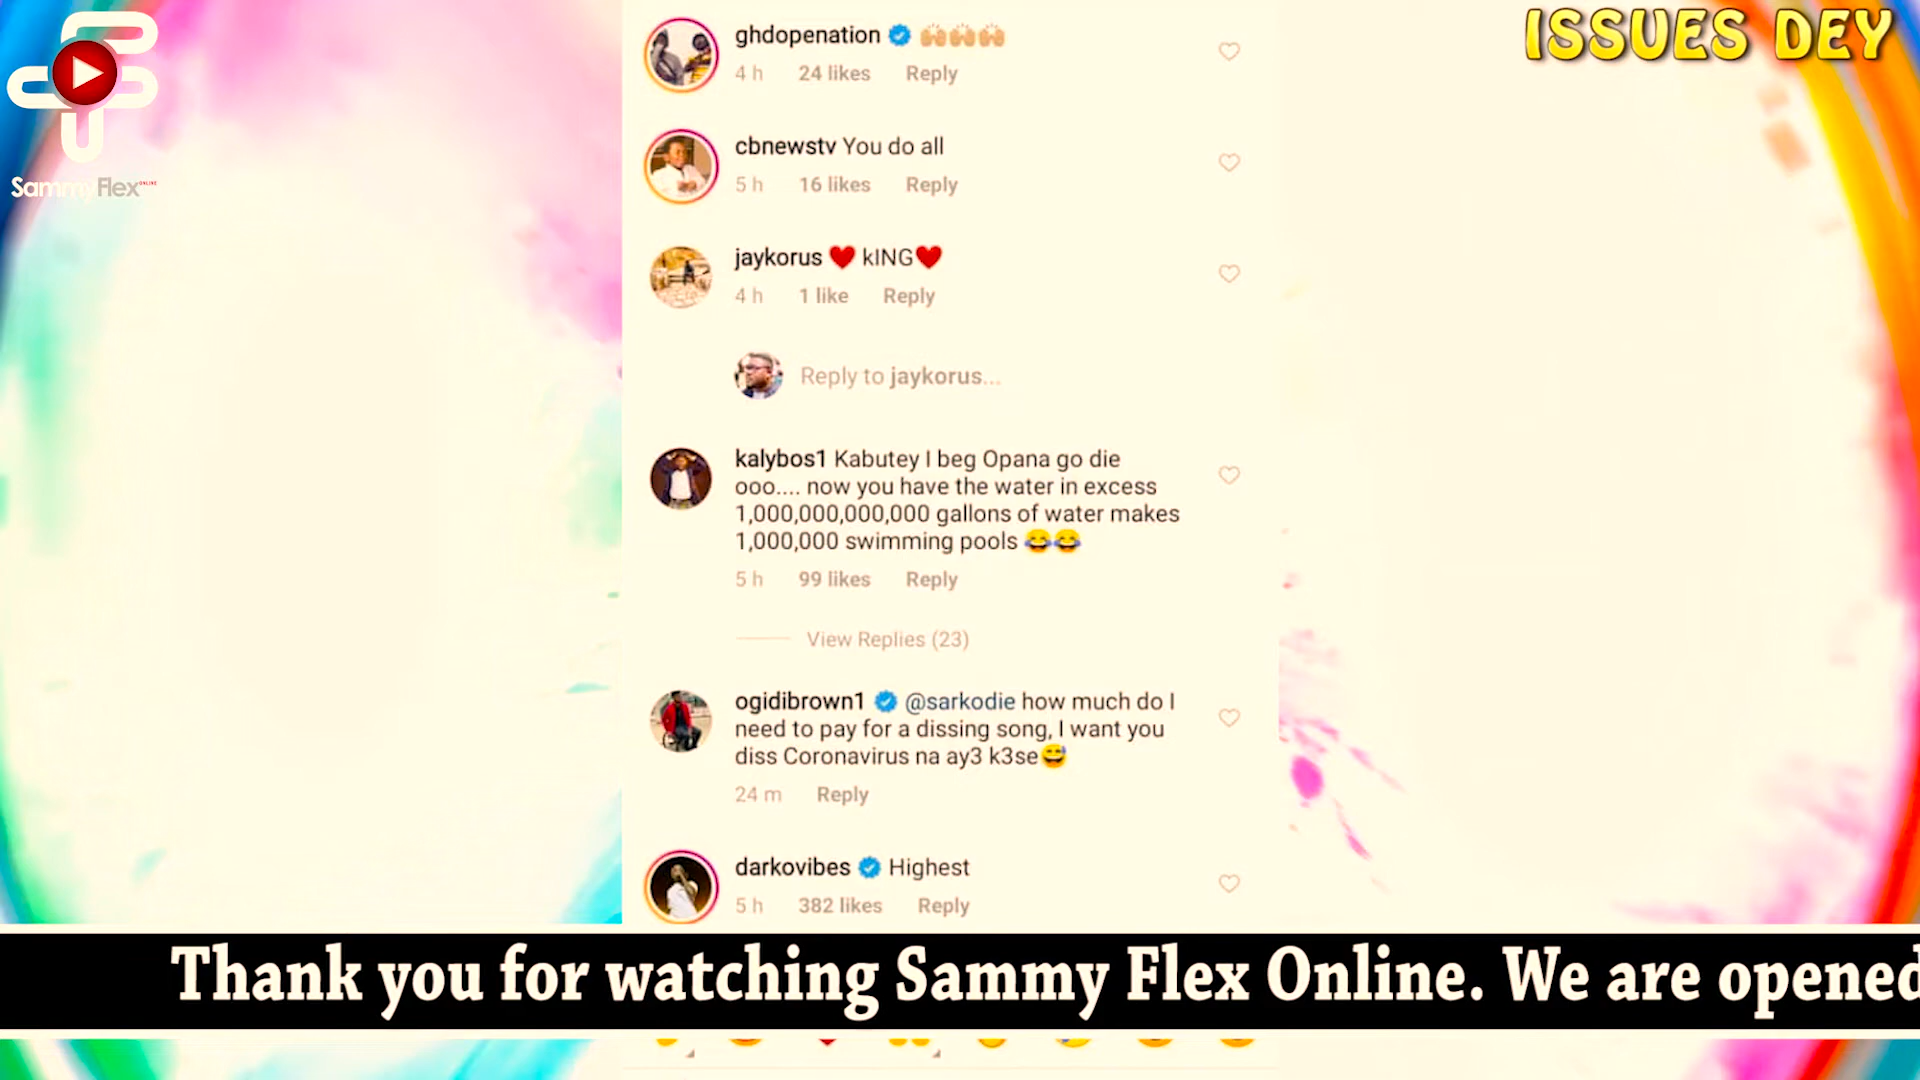 ISSUES DEY
SammyFlex ONLINE
ghdopenation 🙌🙌🙌
4 h 24 likes Reply
cbnewstv You do all
5 h 16 likes Reply
jaykorus ❤ kING❤
4 h 1 like Reply
Reply to jaykorus...
kalybos1 Kabutey I beg Opana go die
ooo.... now you have the water in excess
1,000,000,000,000 gallons of water makes
1,000,000 swimming pools 😂😂
5 h 99 likes Reply
View Replies (23)
ogidibrown1 @sarkodie how much do I
need to pay for a dissing song, I want you
diss Coronavirus na ay3 k3se😅
24 m Reply
darkovibes Highest
5 h 382 likes Reply
Thank you for watching Sammy Flex Online. We are opened